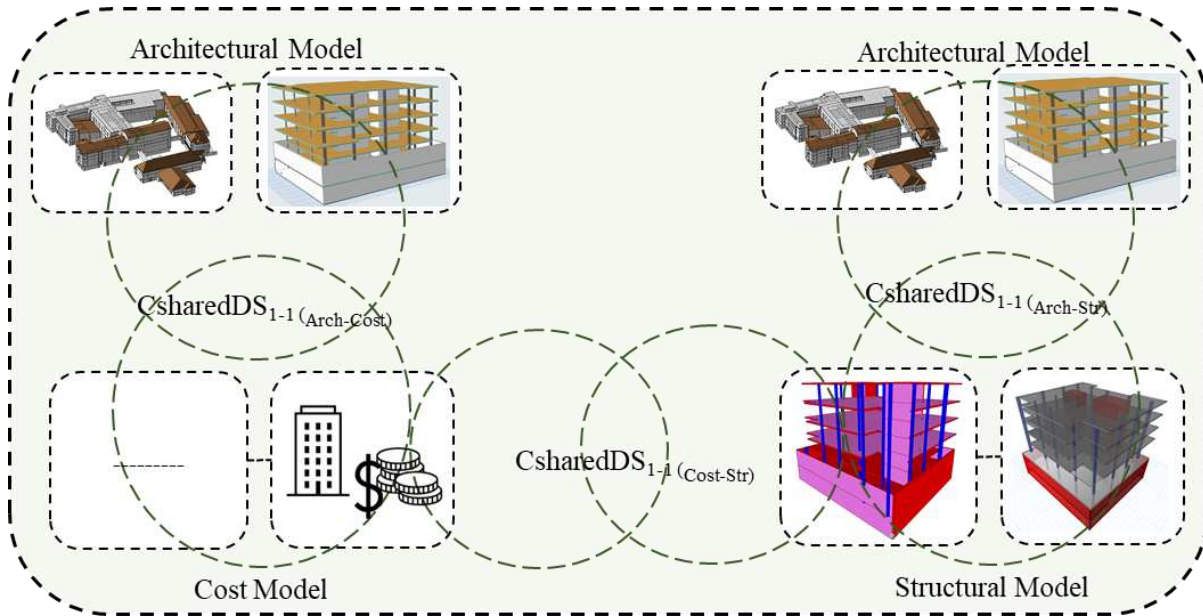 Architectural Model
Architectural Model
CsharedDS1-1 (Arch-Cost)
CsharedDS1-1 (Arch-Str)
CsharedDS1-1 (Cost-Str)
$
Cost Model
Structural Model